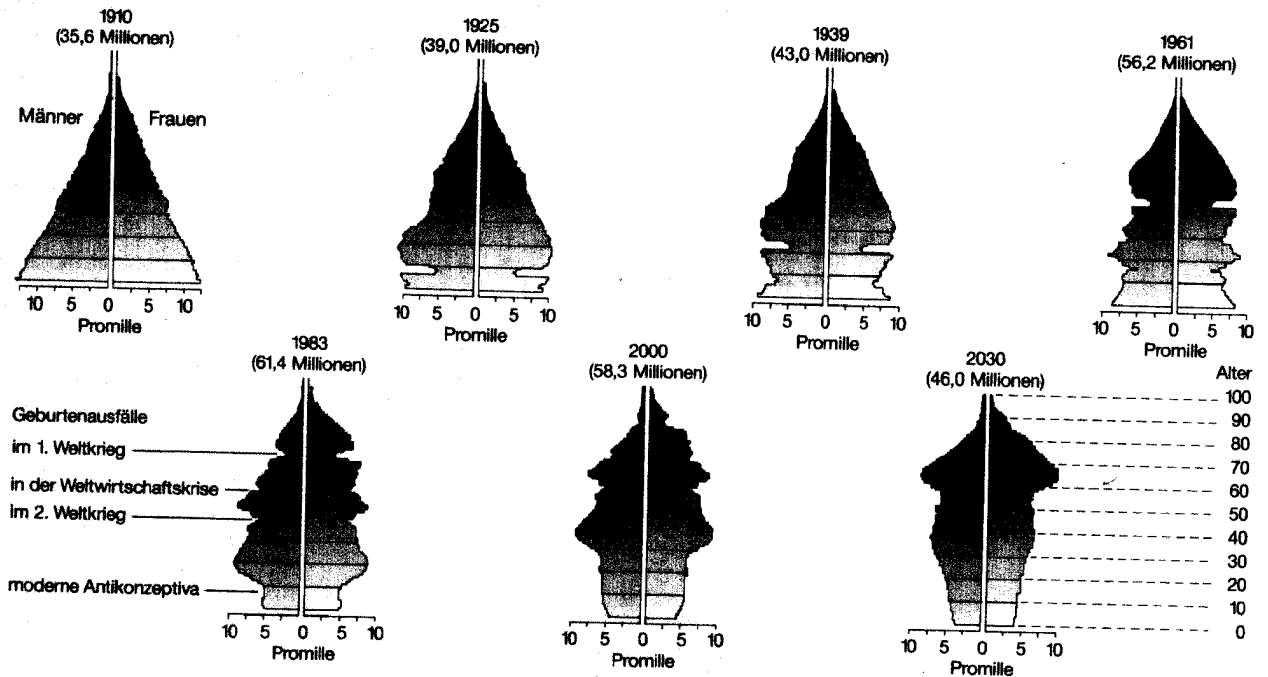 1910
(35,6 Millionen)
1925
(39,0 Millionen)
1939
(43,0 Millionen)
1961
(56,2 Millionen)
Männer
Frauen
10 5 0 5 10
Promille
10 5 0 5 10
Promille
10 5 0 5 10
Promille
10 5 0 5 10
Promille
1983
(61,4 Millionen)
2000
(58,3 Millionen)
2030
(46,0 Millionen)
Alter
100
90
80
70
60
50
40
30
20
10
0
Geburtenausfälle
im 1. Weltkrieg
in der Weltwirtschaftskrise
im 2. Weltkrieg
moderne Antikonzeptiva
10 5 0 5 10
Promille
10 5 0 5 10
Promille
10 5 0 5 10
Promille